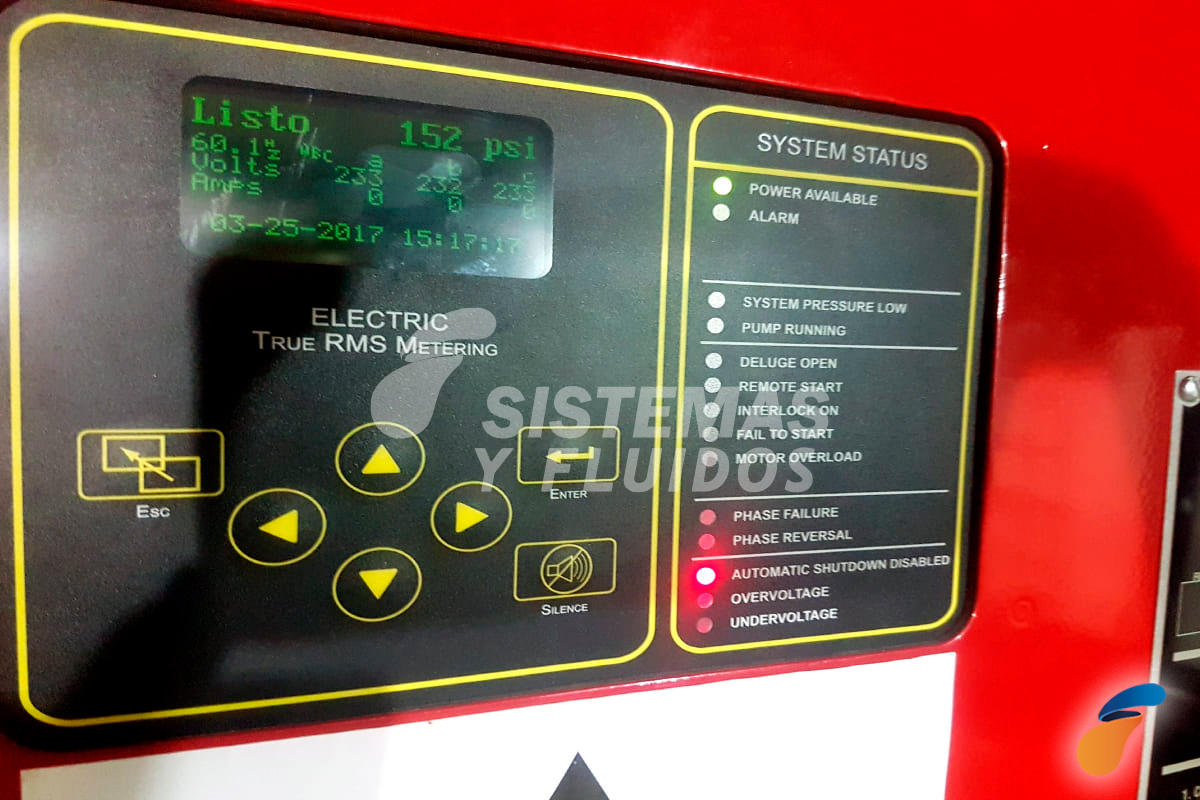 Listo 152 psi
60.1Hz ABC a b c
Volts 233 232 233
Amps 0 0 0
03-25-2017 15:17:17
ELECTRIC
TRUE RMS METERING
ESC
ENTER
SILENCE
SYSTEM STATUS
POWER AVAILABLE
ALARM
SYSTEM PRESSURE LOW
PUMP RUNNING
DELUGE OPEN
REMOTE START
INTERLOCK ON
FAIL TO START
MOTOR OVERLOAD
PHASE FAILURE
PHASE REVERSAL
AUTOMATIC SHUTDOWN DISABLED
OVERVOLTAGE
UNDERVOLTAGE
SISTEMAS
Y FLUIDOS